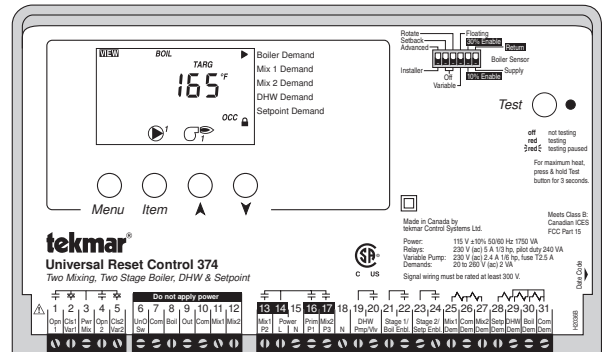 VIEW BOIL
TARG
165°F
OCC
1 1
Boiler Demand
Mix 1 Demand
Mix 2 Demand
DHW Demand
Setpoint Demand
Menu Item
Rotate
Setback
Advanced
Installer
Off
Variable
Floating
30% Enable
Return
Boiler Sensor
Supply
10% Enable
Test
off not testing
red testing
red testing paused
For maximum heat,
press & hold Test
button for 3 seconds.
tekmar®
Universal Reset Control 374
Two Mixing, Two Stage Boiler, DHW & Setpoint
C US
Made in Canada by
tekmar Control Systems Ltd.
Power: 115 V ±10% 50/60 Hz 1750 VA
Relays: 230 V (ac) 5 A 1/3 hp, pilot duty 240 VA
Variable Pump: 230 V (ac) 2.4 A 1/6 hp, fuse T2.5 A
Demands: 20 to 260 V (ac) 2 VA
Signal wiring must be rated at least 300 V.
Meets Class B:
Canadian ICES
FCC Part 15
Date Code
H2036B
Do not apply power
1 2 3 4 5 6 7 8 9 10 11 12 13 14 15 16 17 18 19 20 21 22 23 24 25 26 27 28 29 30 31
Opn Cls1 Pwr Opn Cls2 UnO Com Boil Out Com Mix1 Mix2 Mix1 Power Prim Mix2 DHW Stage 1/ Stage 2/ Mix1 Com Mix2 Setp DHW Boil Com
1 Var1 Mix 2 Var2 Sw P2 L N P1 P3 N Pmp/Vlv Boil Enbl. Setp Enbl. Dem Dem Dem Dem Dem Dem Dem